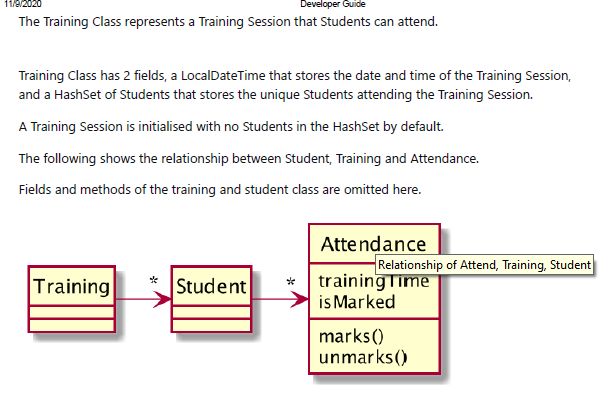 11/9/2020 Developer Guide
The Training Class represents a Training Session that Students can attend.
Training Class has 2 fields, a LocalDateTime that stores the date and time of the Training Session,
and a HashSet of Students that stores the unique Students attending the Training Session.
A Training Session is initialised with no Students in the HashSet by default.
The following shows the relationship between Student, Training and Attendance.
Fields and methods of the training and student class are omitted here.
Attendance
Relationship of Attend, Training, Student
Training * Student * trainingTime
isMarked
marks()
unmarks()